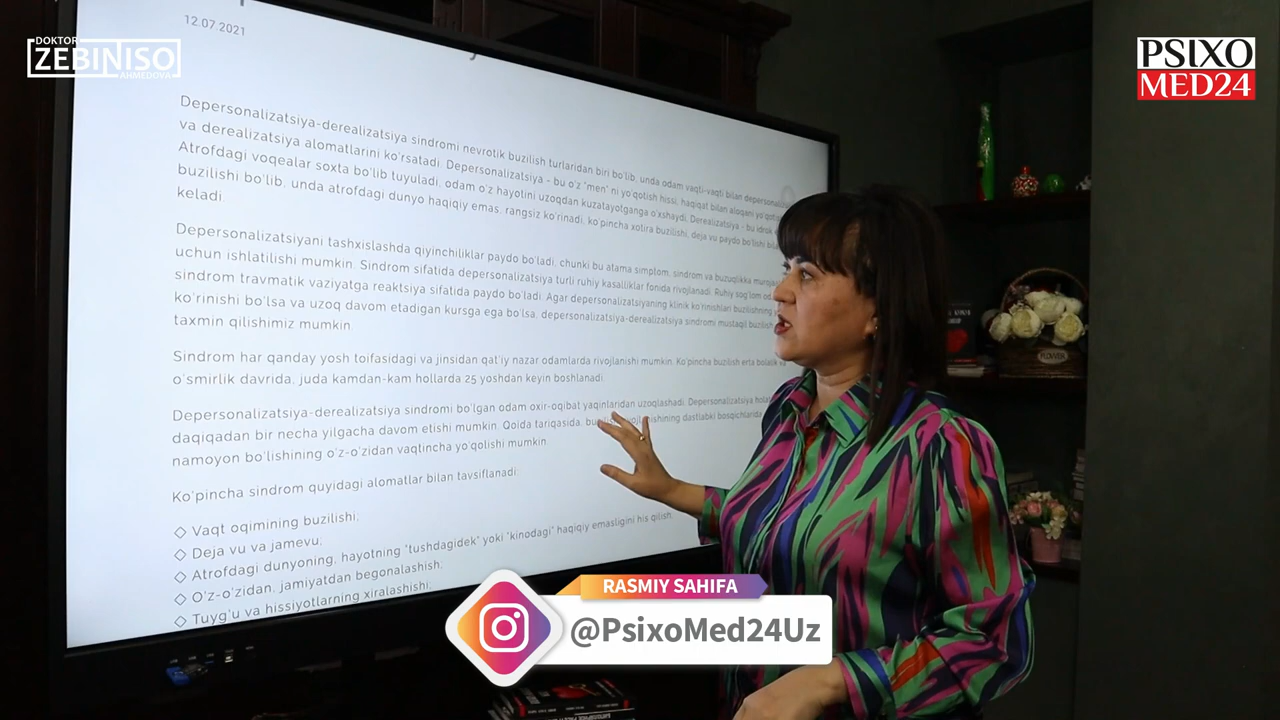 12.07.2021
DOKTOR
ZEBINISO
AHMEDOVA
PSIXO
MED24
Depersonalizatsiya-derealizatsiya sindromi nevrotik buzilish turlaridan biri bo'lib, unda odam vaqti-vaqti bilan
va derealizatsiya alomatlarini ko'rsatadi. Depersonalizatsiya - bu o'z "men" ni yo'qotish hissi, haqiqat bilan aloqani
Atrofdagi voqealar soxta bo'lib tuyuladi, odam o'z hayotini uzoqdan kuzatayotganga o'xshaydi. Derealizatsiya - bu idrok
buzilishi bo'lib, unda atrofdagi dunyo haqiqiy emas, rangsiz ko'rinadi, ko'pincha xotira buzilishi, deja vu paydo bo'lishi
keladi.
Depersonalizatsiyani tashxislashda qiyinchiliklar paydo bo'ladi, chunki bu atama simptom, sindrom va buzuqlikka
uchun ishlatilishi mumkin. Sindrom sifatida depersonalizatsiya turli ruhiy kasalliklar fonida rivojlanadi. Ruhiy sog'lom
sindrom travmatik vaziyatga reaktsiya sifatida paydo bo'ladi. Agar depersonalizatsiyaning klinik ko'rinishlari buzilishning
ko'rinishi bo'lsa va uzoq davom etadigan kursga ega bo'lsa, depersonalizatsiya-derealizatsiya sindromi mustaqil
taxmin qilishimiz mumkin.
Sindrom har qanday yosh toifasidagi va jinsidan qat'iy nazar odamlarda rivojlanishi mumkin. Ko'pincha buzilish erta bolalik va
o'smirlik davrida, juda kamdan-kam hollarda 25 yoshdan keyin boshlanadi.
Depersonalizatsiya-derealizatsiya sindromi bo'lgan odam oxir-oqibat yaqinlaridan uzoqlashadi. Depersonalizatsiya
daqiqadan bir necha yilgacha davom etishi mumkin. Qoida tariqasida, dastlabki bosqichlarida
namoyon bo'lishining o'z-o'zidan vaqtincha yo'qolishi mumkin.
Ko'pincha sindrom quyidagi alomatlar bilan tavsiflanadi:
◇ Vaqt oqimining buzilishi;
◇ Deja vu va jamevu;
◇ Atrofdagi dunyoning, hayotning "tushdagidek" yoki "kinodagi" haqiqiy emasligini his qilish;
◇ O'z-o'zidan, jamiyatdan begonalashish;
◇ Tuyg'u va hissiyotlarning xiralashishi;
RASMIY SAHIFA
@PsixoMed24Uz
FLOWER